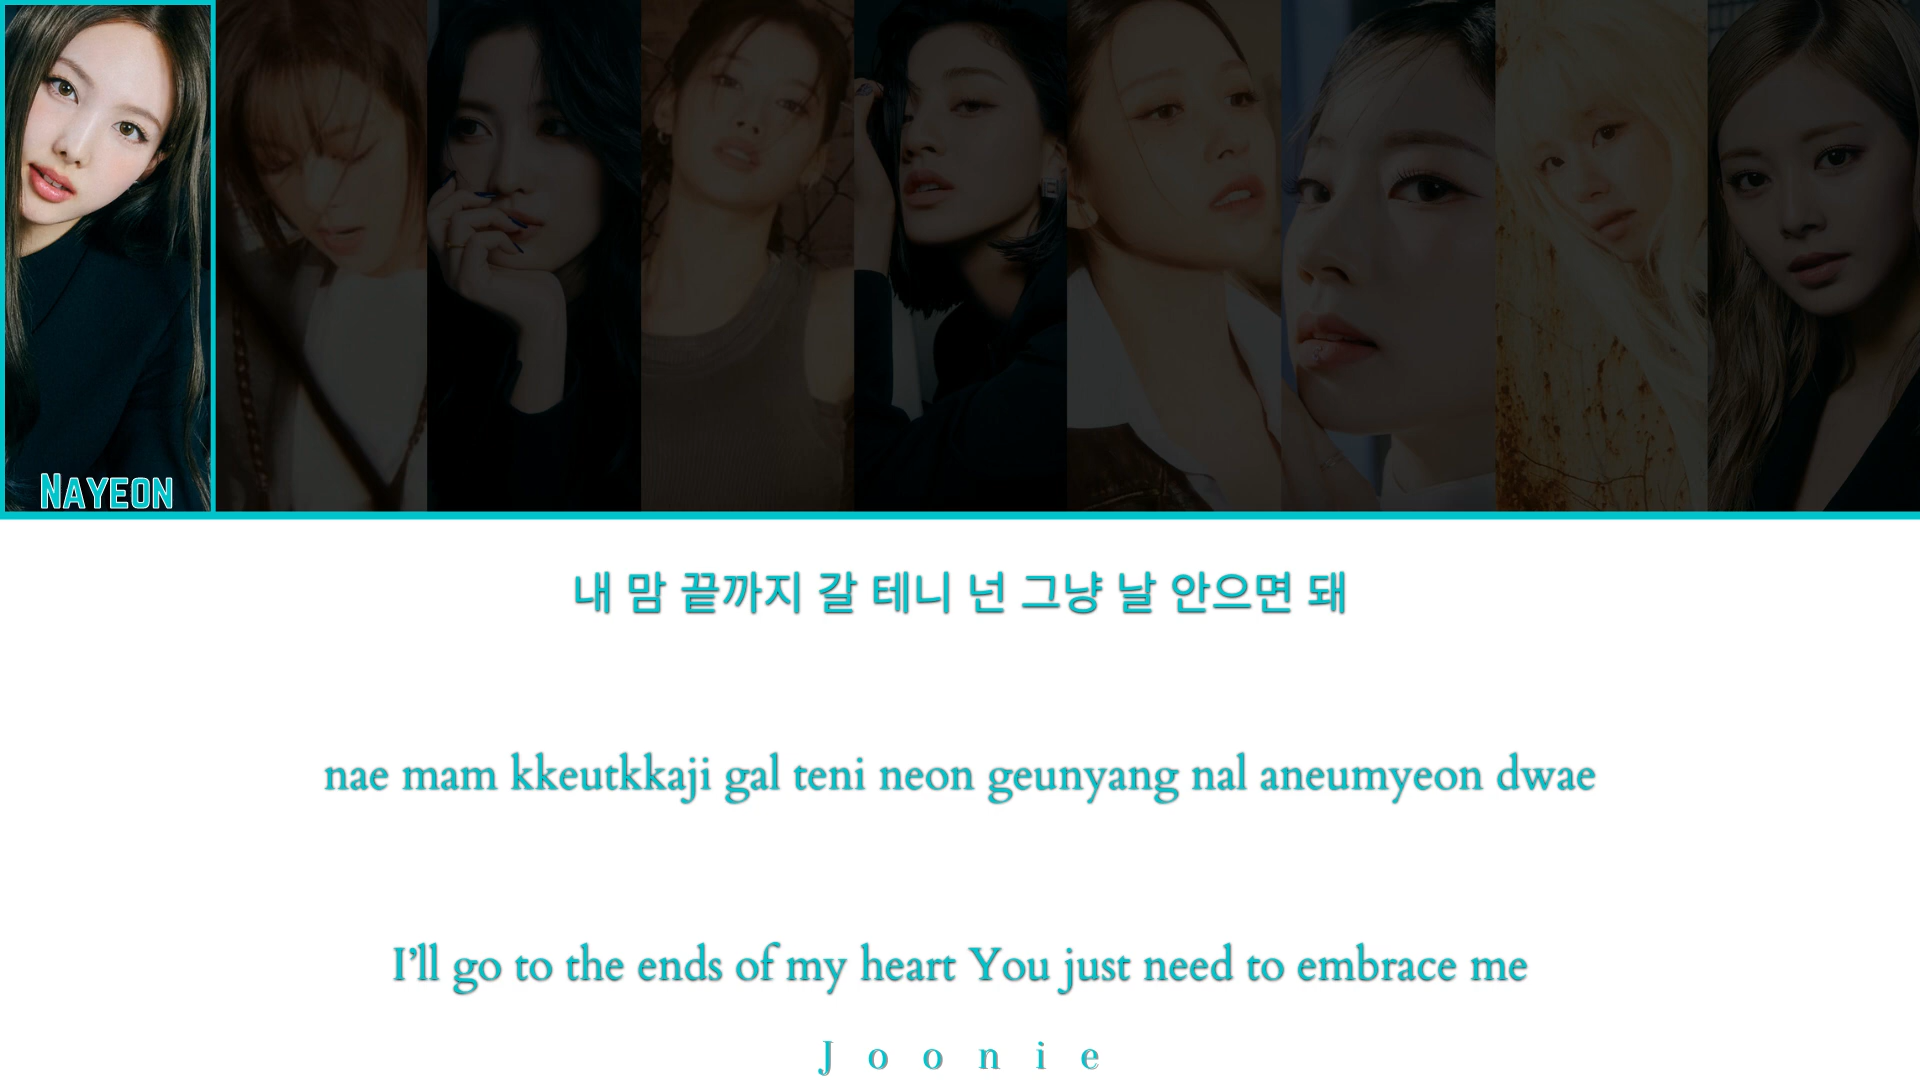 NAYEON
내 맘 끝까지 갈 테니 넌 그냥 날 안으면 돼
nae mam kkeutkkaji gal teni neon geunyang nal aneumyeon dwae
I’ll go to the ends of my heart You just need to embrace me
Joonie